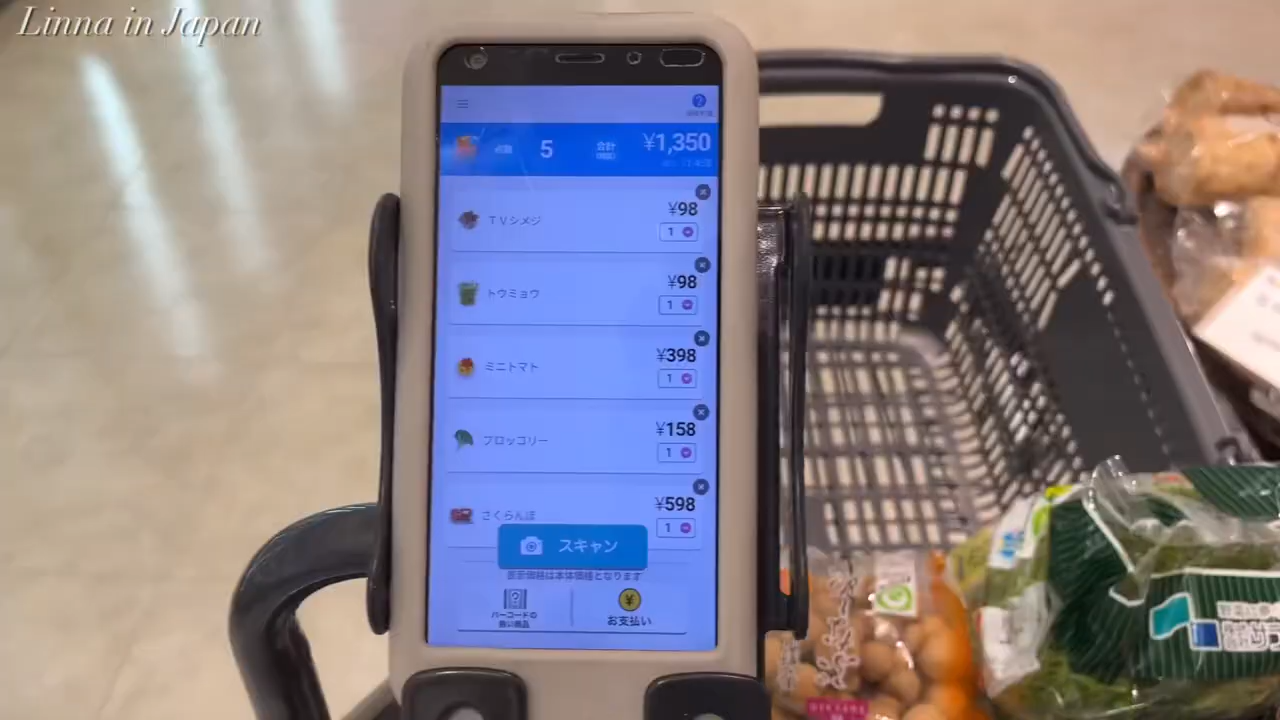 Linna in Japan
点数 5 合計 ¥1,350
TVシメジ
¥98
1
トウミョウ
¥98
1
ミニトマト
¥398
1
ブロッコリー
¥158
1
さくらんぼ
¥598
1
スキャン
表示価格は本体価格となります
バーコードの
無い商品
お支払い